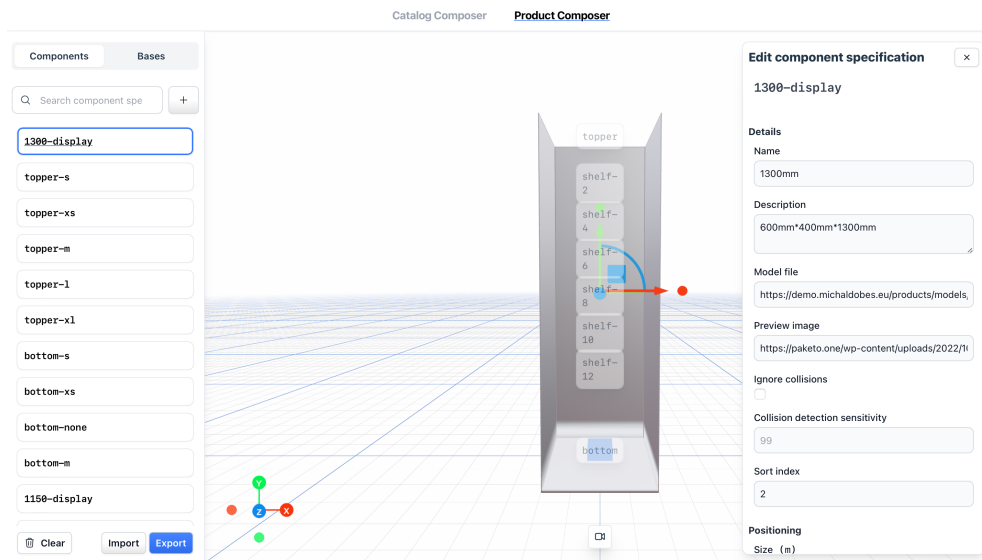 Catalog Composer Product Composer
Components Bases
Search component spe
+
1300-display
topper-s
topper-xs
topper-m
topper-l
topper-xl
bottom-s
bottom-xs
bottom-none
bottom-m
1150-display
Clear Import Export
topper
shelf-
2
shelf-
4
shelf-
6
shelf-
8
shelf-
10
shelf-
12
bottom
Y
Z X
Edit component specification
1300-display
Details
Name
1300mm
Description
600mm*400mm*1300mm
Model file
https://demo.michaldobes.eu/products/models
Preview image
https://paketo.one/wp-content/uploads/2022/
Ignore collisions
Collision detection sensitivity
99
Sort index
2
Positioning
Size (m)